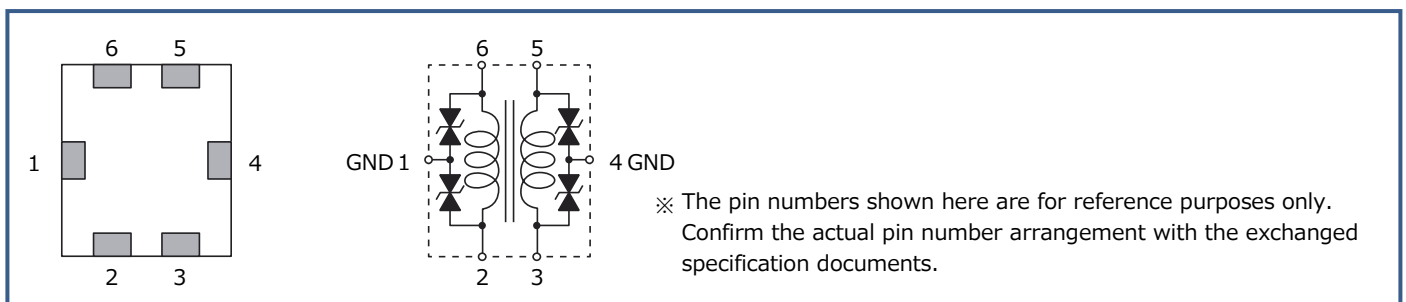 6 5
1 4
2 3
6 5
GND 1 4 GND
2 3
※ The pin numbers shown here are for reference purposes only.
Confirm the actual pin number arrangement with the exchanged
specification documents.